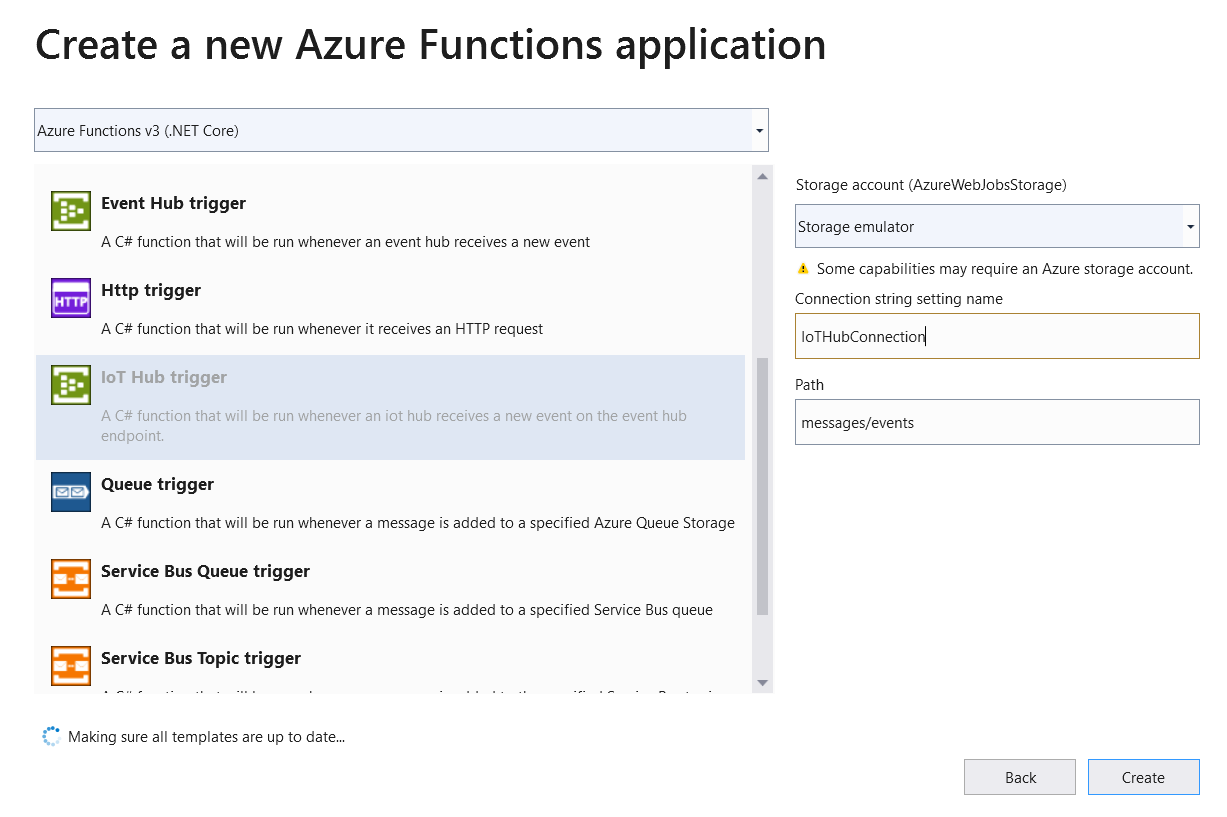 Create a new Azure Functions application
Azure Functions v3 (.NET Core)
Event Hub trigger
A C# function that will be run whenever an event hub receives a new event
HTTP
Http trigger
A C# function that will be run whenever it receives an HTTP request
IoT Hub trigger
A C# function that will be run whenever an iot hub receives a new event on the event hub
endpoint.
Queue trigger
A C# function that will be run whenever a message is added to a specified Azure Queue Storage
Service Bus Queue trigger
A C# function that will be run whenever a message is added to a specified Service Bus queue
Service Bus Topic trigger
Storage account (AzureWebJobsStorage)
Storage emulator
Some capabilities may require an Azure storage account.
Connection string setting name
IoTHubConnection
Path
messages/events
Making sure all templates are up to date...
Back
Create